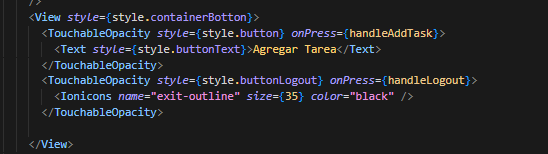 />
<View style={style.containerBotton}>
<TouchableOpacity style={style.button} onPress={handleAddTask}>
<Text style={style.buttonText}>Agregar Tarea</Text>
</TouchableOpacity>
<TouchableOpacity style={style.buttonLogout} onPress={handleLogout}>
<Ionicons name="exit-outline" size={35} color="black" />
</TouchableOpacity>
</View>